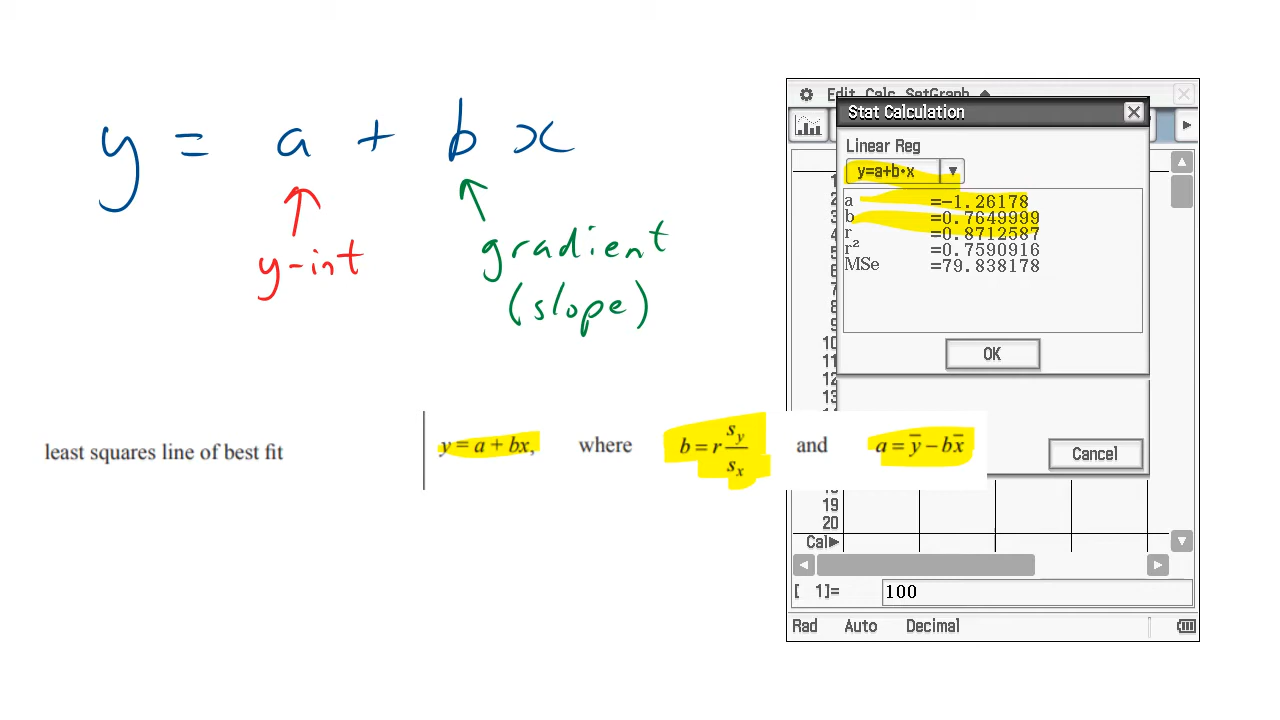 y = a + b x
y-int
gradient
(slope)
least squares line of best fit
y = a + bx, where b = r s_y / s_x and a = ȳ − bx̄
Edit Calc SetGraph
Stat Calculation
Linear Reg
y=a+b•x
a =-1.26178
b =0.7649999
r =0.8712587
r² =0.7590916
MSe =79.838178
OK
Cancel
19
20
Cal▶
[ 1]= 100
Rad Auto Decimal